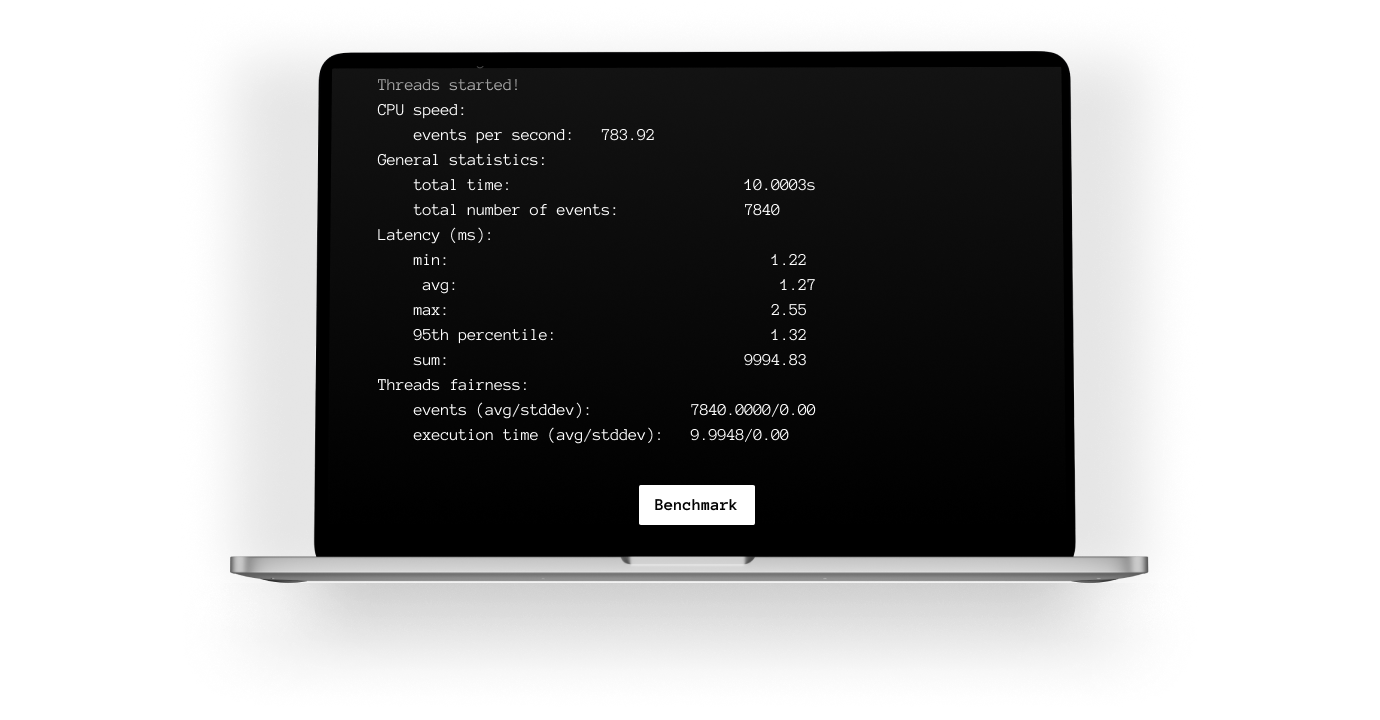 Threads started!
CPU speed:
events per second: 783.92
General statistics:
total time: 10.0003s
total number of events: 7840
Latency (ms):
min: 1.22
avg: 1.27
max: 2.55
95th percentile: 1.32
sum: 9994.83
Threads fairness:
events (avg/stddev): 7840.0000/0.00
execution time (avg/stddev): 9.9948/0.00
Benchmark